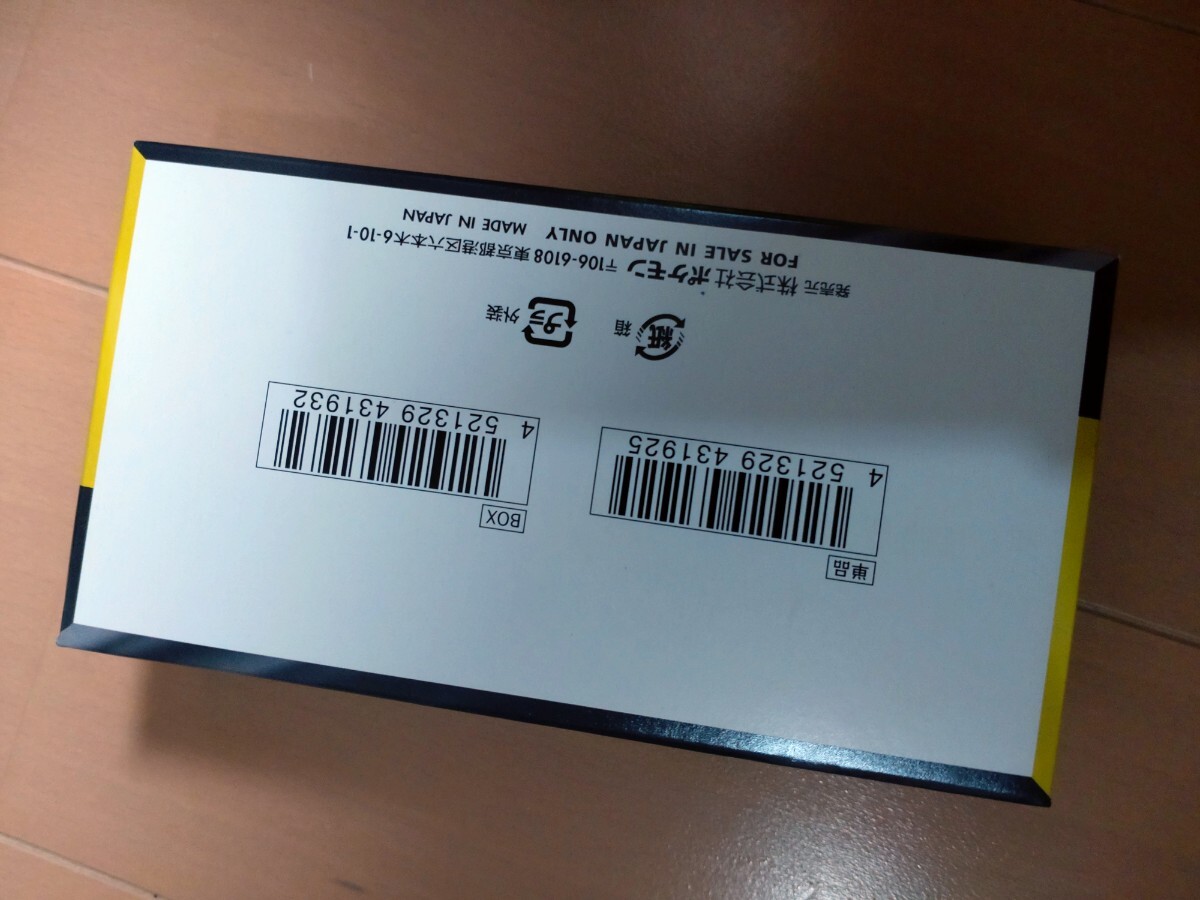 単品
4 521329 431925
BOX
4 521329 431932
紙 箱
プラ 外装
発売元 株式会社 ポケモン 〒106-6108 東京都港区六本木6-10-1
FOR SALE IN JAPAN ONLY MADE IN JAPAN